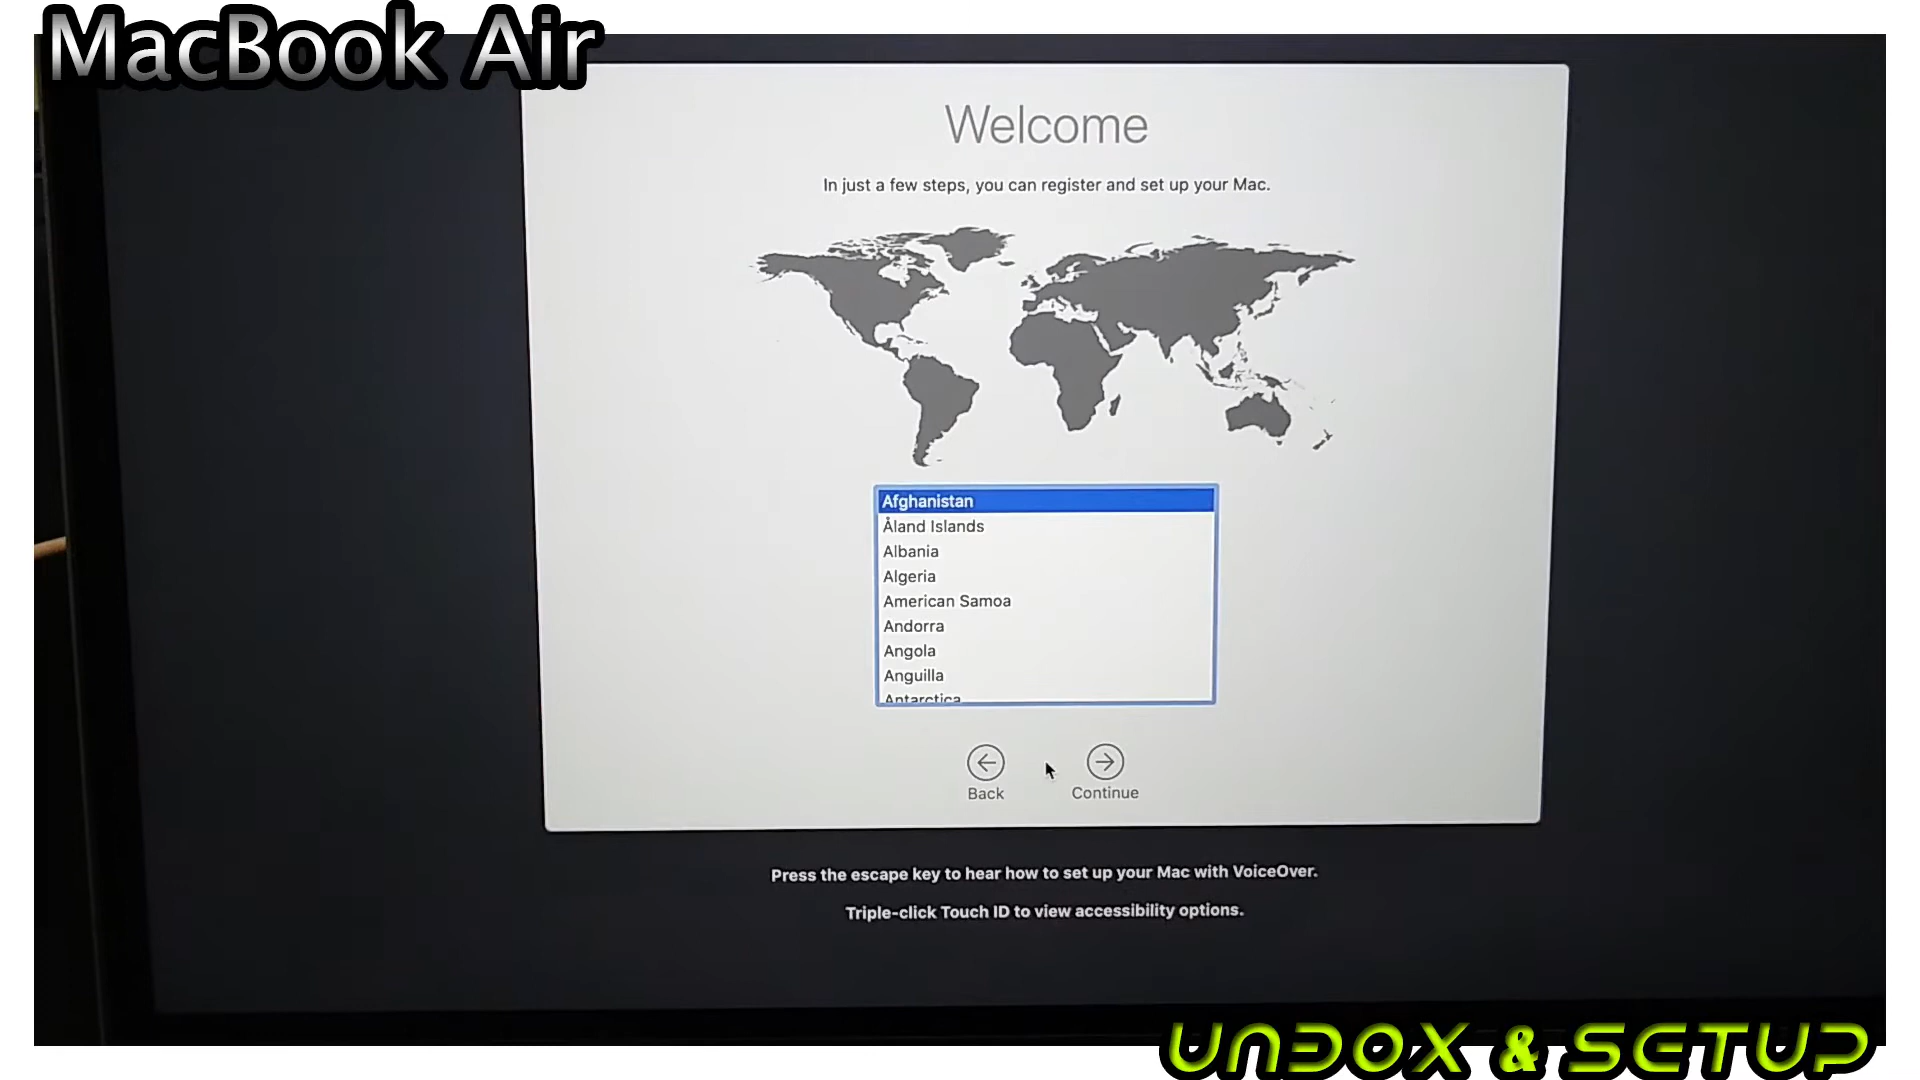 MacBook Air
Welcome
In just a few steps, you can register and set up your Mac.
Afghanistan
Åland Islands
Albania
Algeria
American Samoa
Andorra
Angola
Anguilla
Antarctica
Back
Continue
Press the escape key to hear how to set up your Mac with VoiceOver.
Triple-click Touch ID to view accessibility options.
UNBOX & SETUP